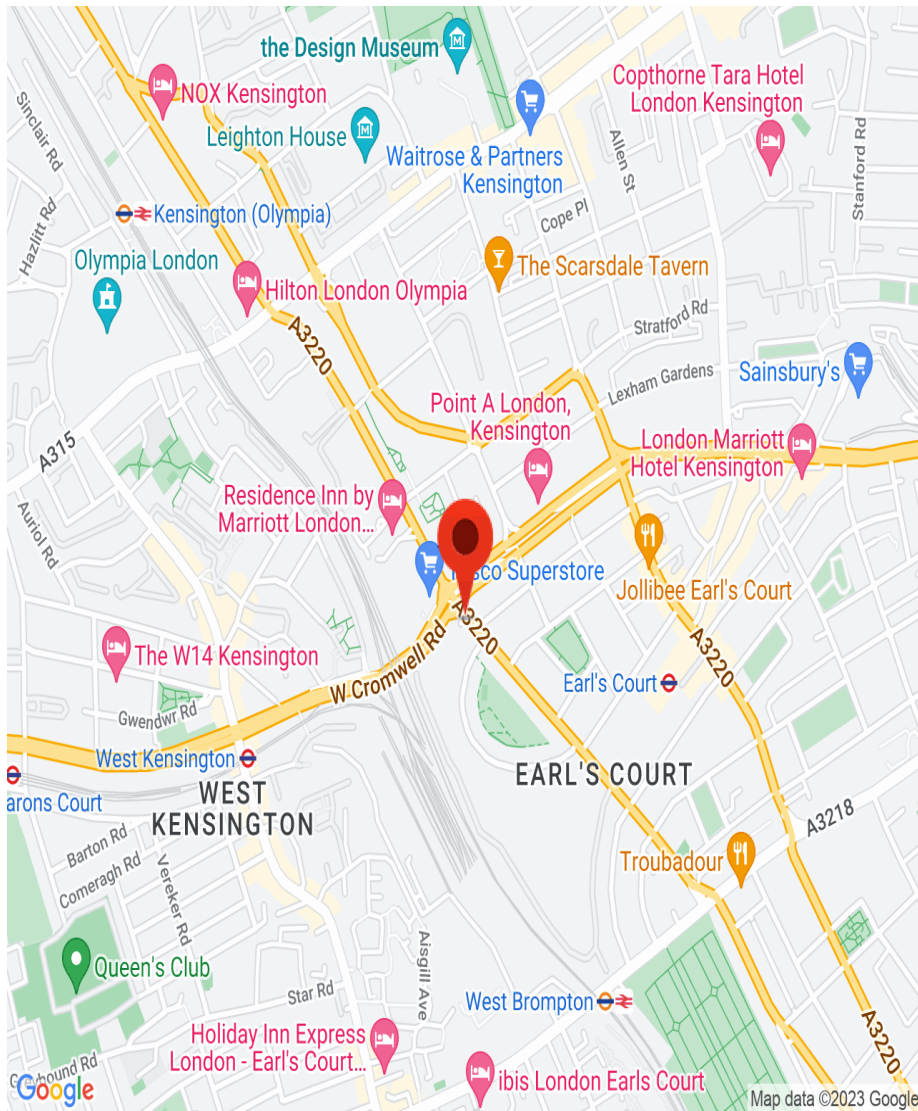 the Design Museum
Copthorne Tara Hotel
London Kensington
NOX Kensington
Leighton House
Waitrose & Partners
Kensington
Allen St
Stanford Rd
Sinclair Rd
Hazlitt Rd
Kensington (Olympia)
Cope Pl
Olympia London
The Scarsdale Tavern
Hilton London Olympia
A3220
Stratford Rd
Lexham Gardens
Sainsbury's
Point A London,
Kensington
A315
London Marriott
Hotel Kensington
Residence Inn by
Marriott London...
Auriol Rd
Superstore
Jollibee Earl's Court
A3220
A3220
W Cromwell Rd
The W14 Kensington
Earl's Court
Gwendwr Rd
West Kensington
EARL'S COURT
arons Court
WEST
KENSINGTON
A3218
Barton Rd
Comeragh Rd
Vereker Rd
Troubadour
Aisgill Ave
Queen's Club
Star Rd
West Brompton
A3220
Holiday Inn Express
London - Earl's Court...
ibis London Earls Court
Google
Map data ©2023 Google